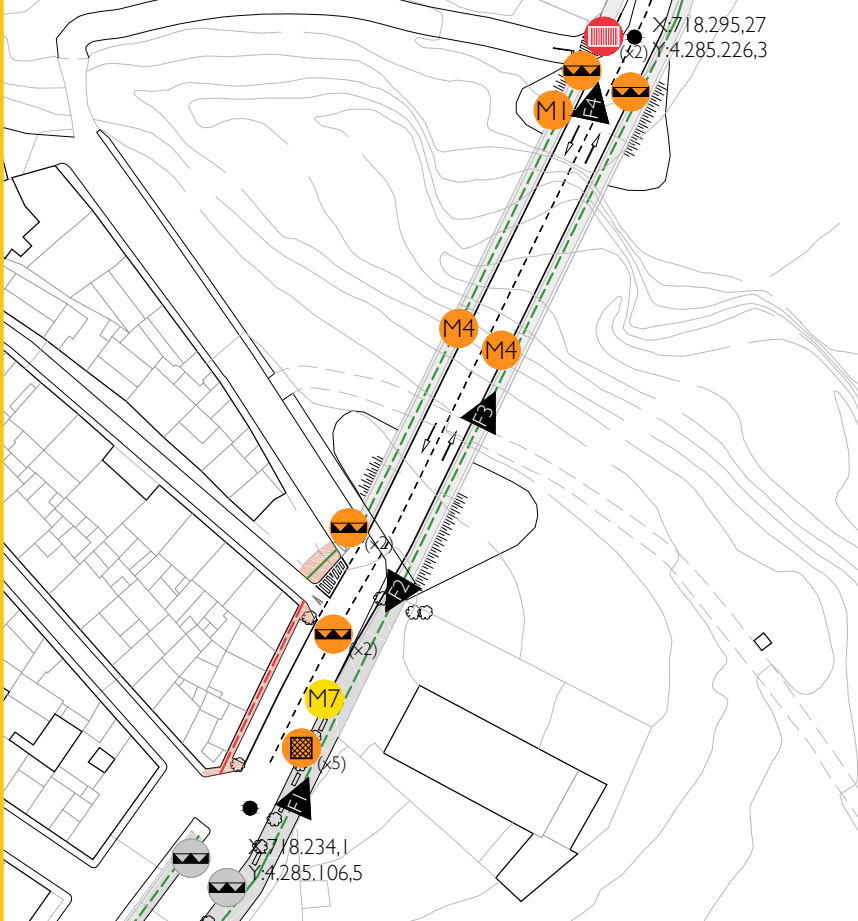 X:718.295,27
(x2)
Y:4.285.226,3
M1
F4
M4
M4
F3
(x2)
F2
(x2)
M7
(x5)
F1
X:718.234,1
Y:4.285.106,5